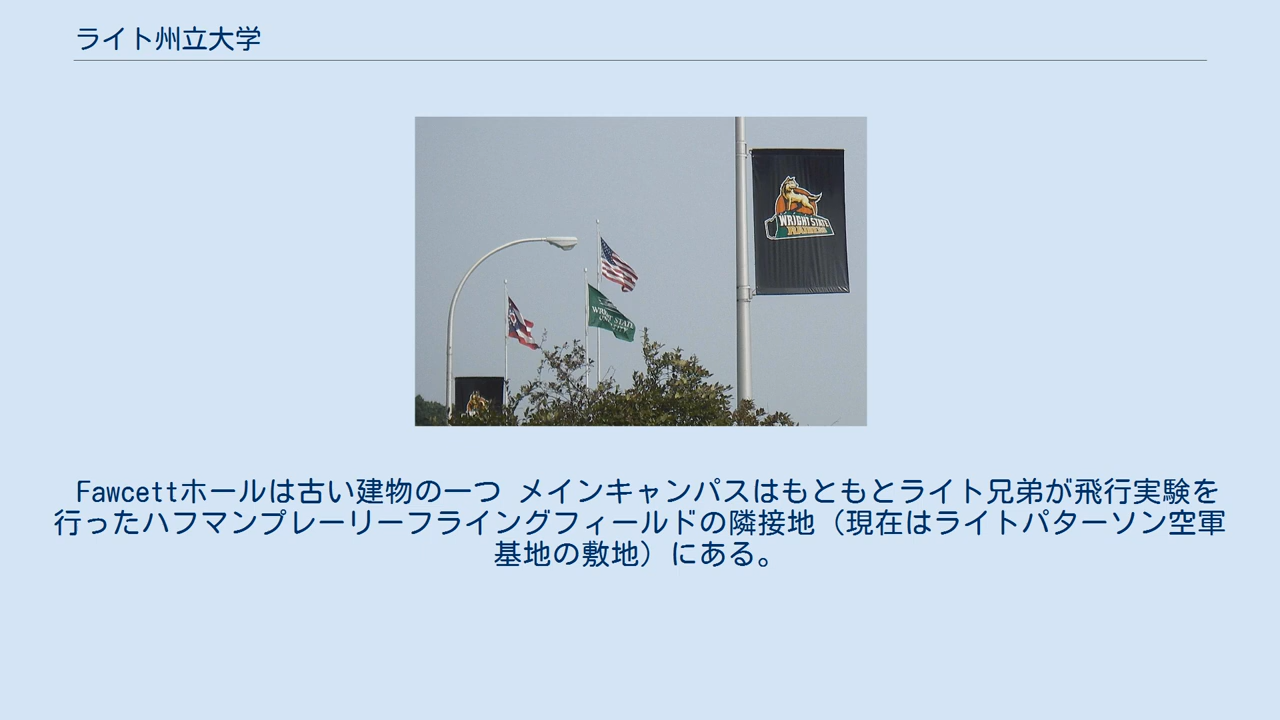 ライト州立大学
WRIGHT STATE
RAIDERS
WRIGHT STATE
UNIVERSITY
Fawcettホールは古い建物の一つ メインキャンパスはもともとライト兄弟が飛行実験を
行ったハフマンプレーリーフライングフィールドの隣接地（現在はライトパターソン空軍
基地の敷地）にある。